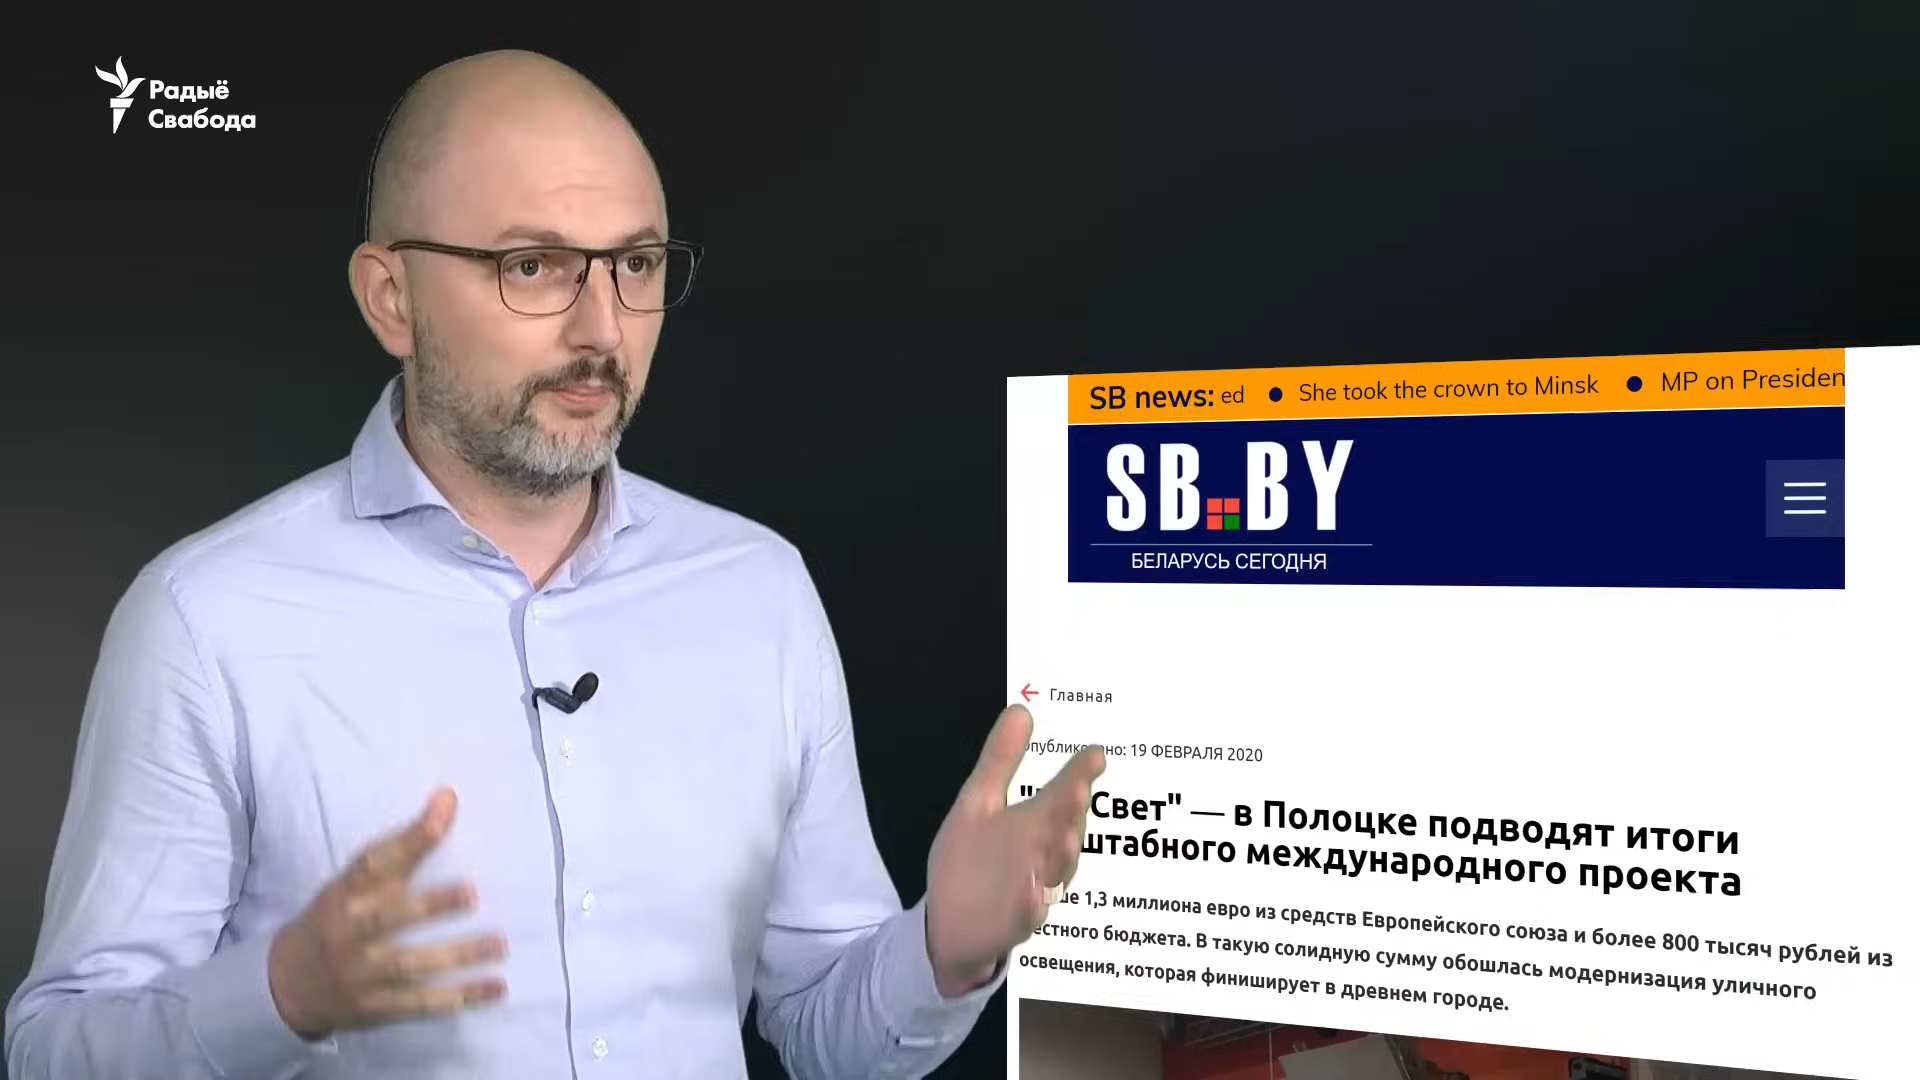 Радыё
Свабода
SB news: ed ● She took the crown to Minsk ● MP on Presiden
SB.BY
БЕЛАРУСЬ СЕГОДНЯ
← Главная
Опубликовано: 19 ФЕВРАЛЯ 2020
Свет" — в Полоцке подводят итоги
штабного международного проекта
1,3 миллиона евро из средств Европейского союза и более 800 тысяч рублей из
местного бюджета. В такую солидную сумму обошлась модернизация уличного
освещения, которая финиширует в древнем городе.